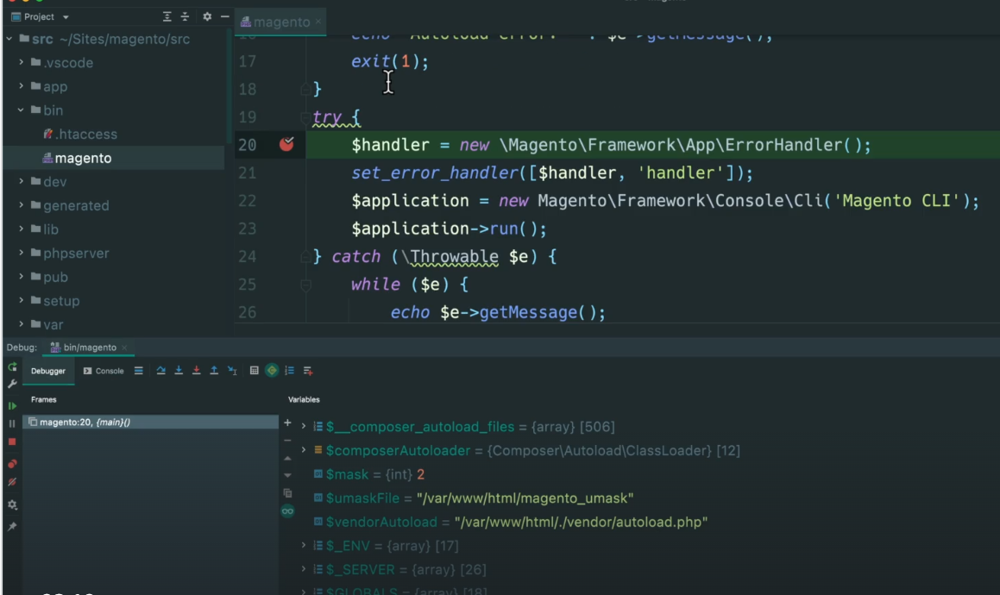 Project
src ~/Sites/magento/src
.vscode
app
bin
.htaccess
magento
dev
generated
lib
phpserver
pub
setup
var
magento
17 exit(1);
18 }
19 try {
20 $handler = new \Magento\Framework\App\ErrorHandler();
21 set_error_handler([$handler, 'handler']);
22 $application = new Magento\Framework\Console\Cli('Magento CLI');
23 $application->run();
24 } catch (\Throwable $e) {
25 while ($e) {
26 echo $e->getMessage();
Debug: bin/magento
Debugger Console
Frames
magento:20, {main}()
Variables
$__composer_autoload_files = {array} [506]
$composerAutoloader = {Composer\Autoload\ClassLoader} [12]
$mask = {int} 2
$umaskFile = "/var/www/html/magento_umask"
$vendorAutoload = "/var/www/html/./vendor/autoload.php"
$_ENV = {array} [17]
$_SERVER = {array} [26]
$GLOBALS = {array} [18]